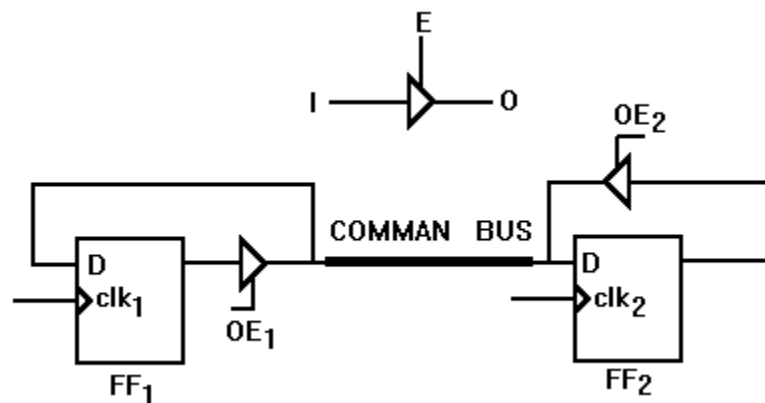 E
I
O
OE2
COMMAN BUS
D
D
clk1
clk2
OE1
FF1
FF2